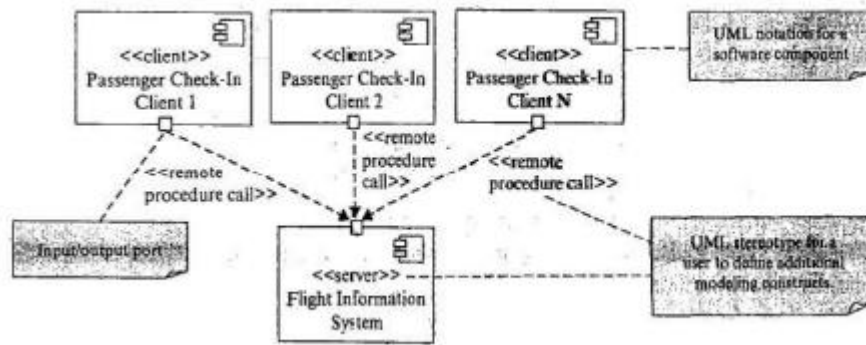 <<client>>
Passenger Check-In
Client 1
<<client>>
Passenger Check-In
Client 2
<<client>>
Passenger Check-In
Client N
UML notation for a
software component
<<remote
procedure call>>
<<remote
procedure
call>>
<<remote
procedure call>>
Input/output port
<<server>>
Flight Information
System
UML stereotype for a
user to define additional
modeling constructs.